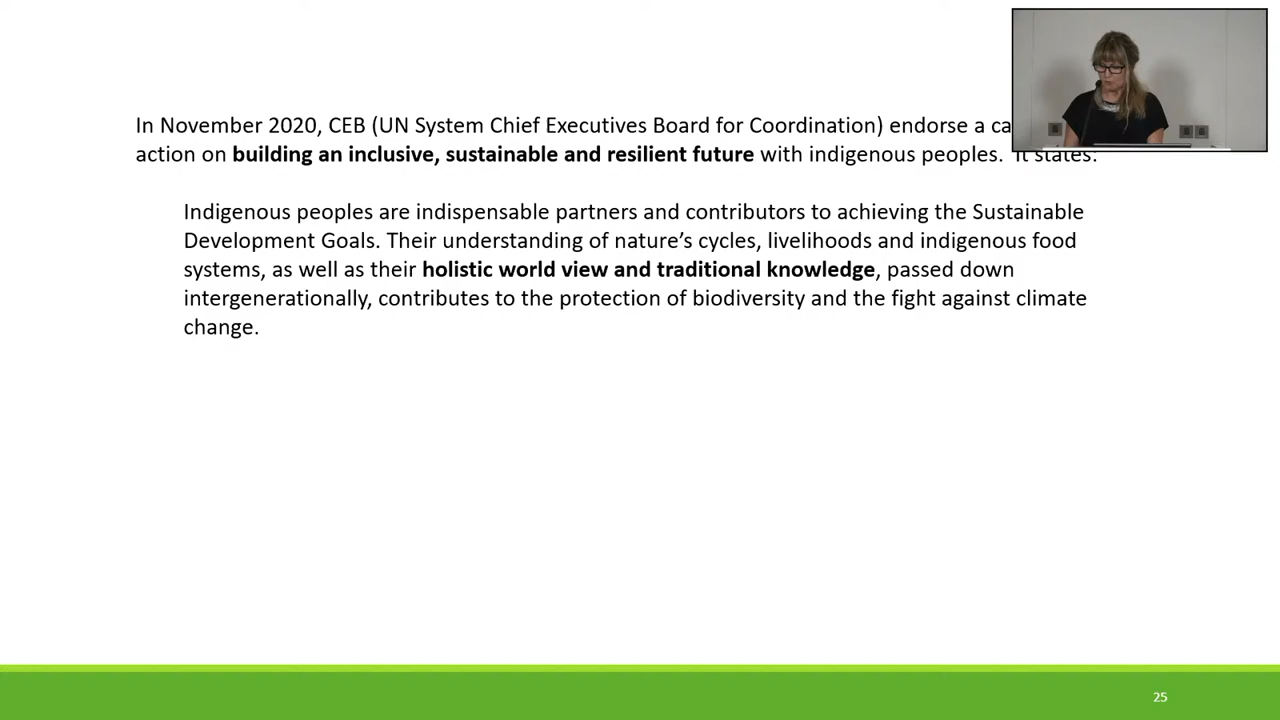 In November 2020, CEB (UN System Chief Executives Board for Coordination) endorse a
action on building an inclusive, sustainable and resilient future with indigenous peoples. It states:
Indigenous peoples are indispensable partners and contributors to achieving the Sustainable
Development Goals. Their understanding of nature’s cycles, livelihoods and indigenous food
systems, as well as their holistic world view and traditional knowledge, passed down
intergenerationally, contributes to the protection of biodiversity and the fight against climate
change.
25